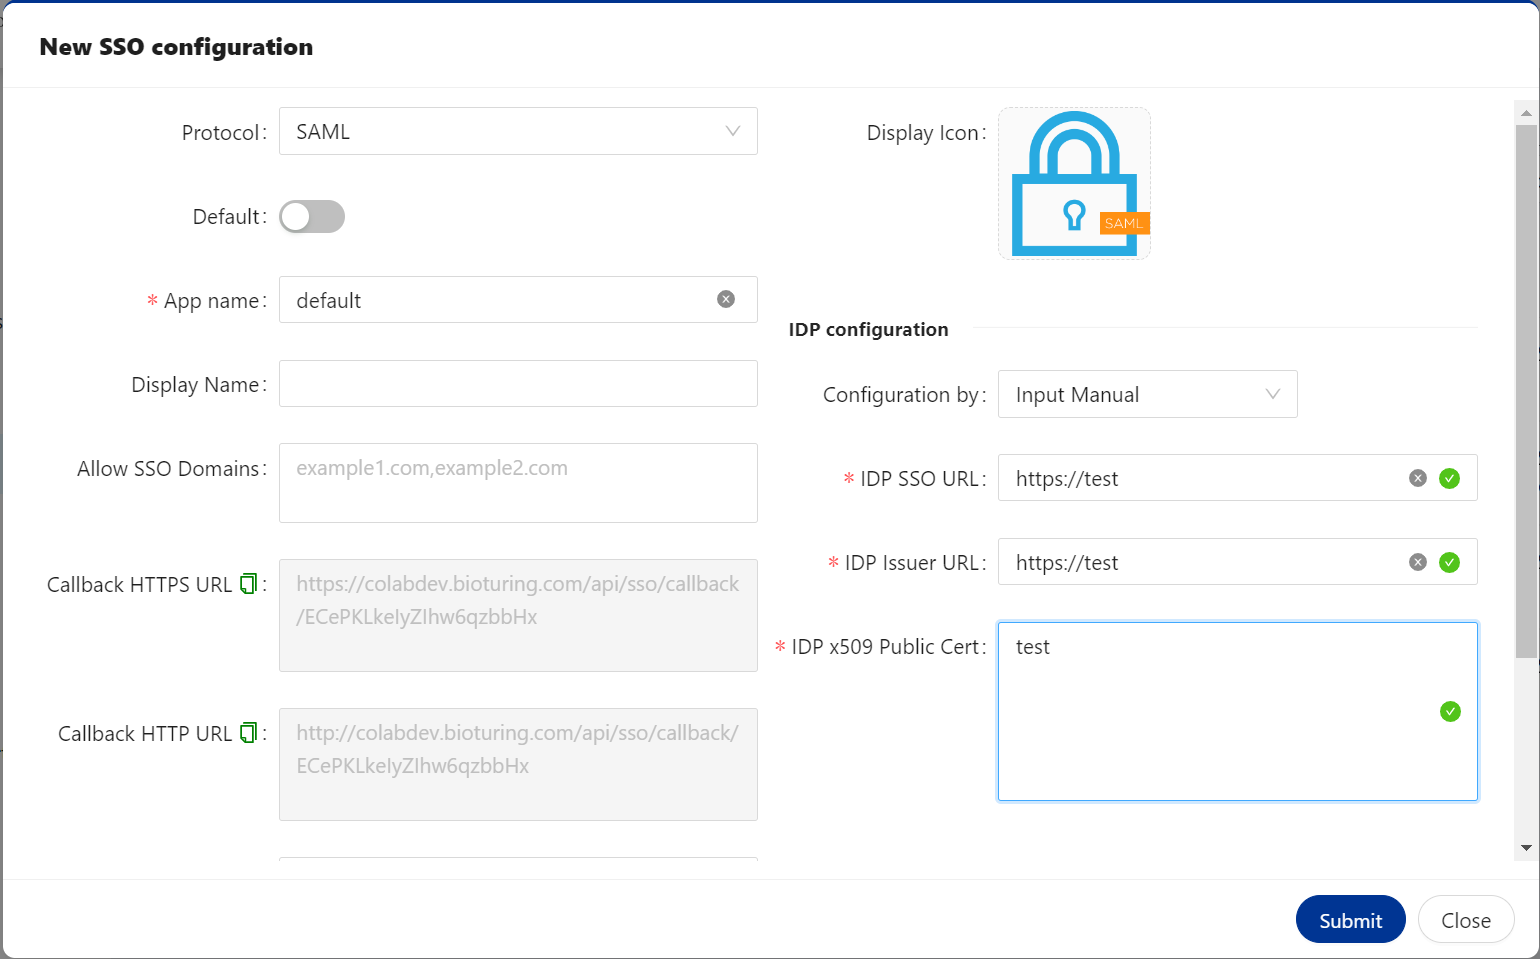 New SSO configuration
Protocol:
SAML
Default:
* App name:
default
Display Name:
Allow SSO Domains:
example1.com,example2.com
Callback HTTPS URL :
https://colabdev.bioturing.com/api/sso/callback
/ECePKLkeIyZIhw6qzbbHx
Callback HTTP URL :
http://colabdev.bioturing.com/api/sso/callback/
ECePKLkeIyZIhw6qzbbHx
Display Icon:
SAML
IDP configuration
Configuration by:
Input Manual
* IDP SSO URL:
https://test
* IDP Issuer URL:
https://test
* IDP x509 Public Cert:
test
Submit
Close